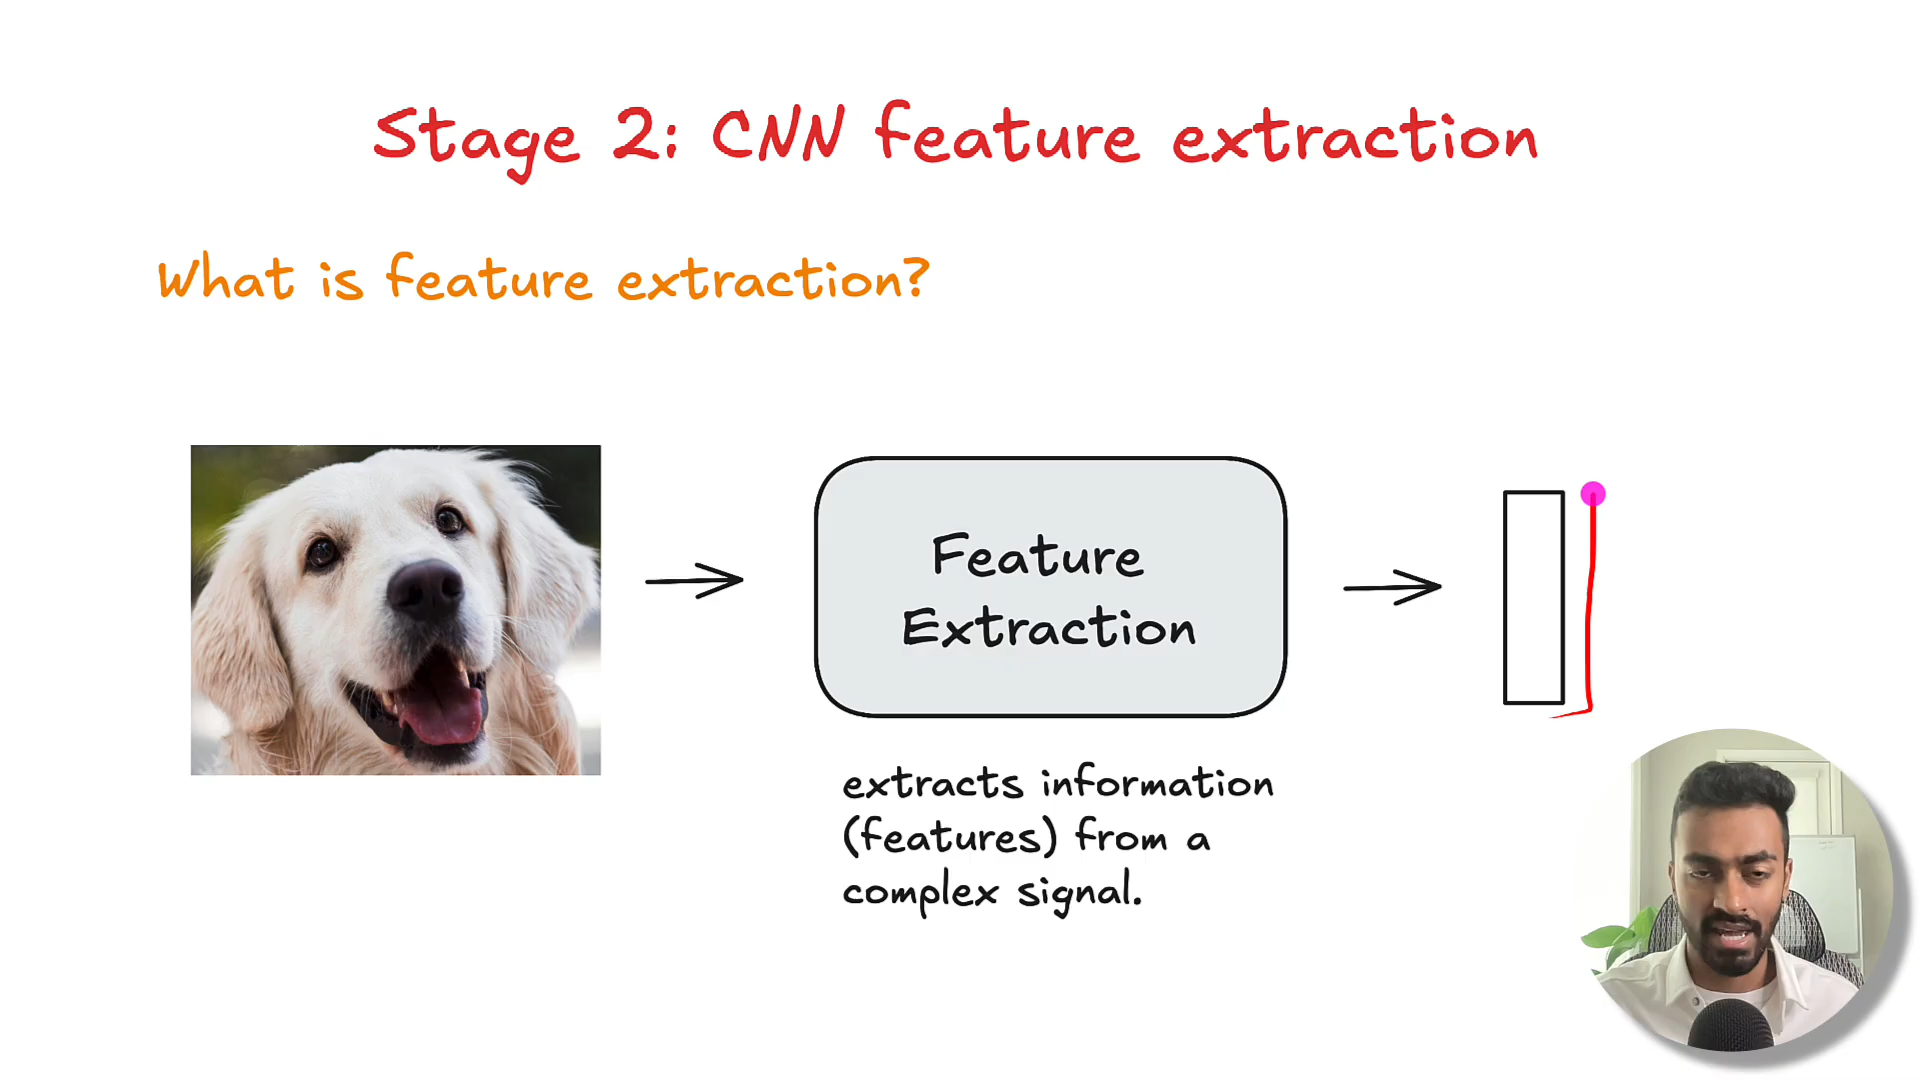 Stage 2: CNN feature extraction
What is feature extraction?
Feature
Extraction
extracts information
(features) from a
complex signal.